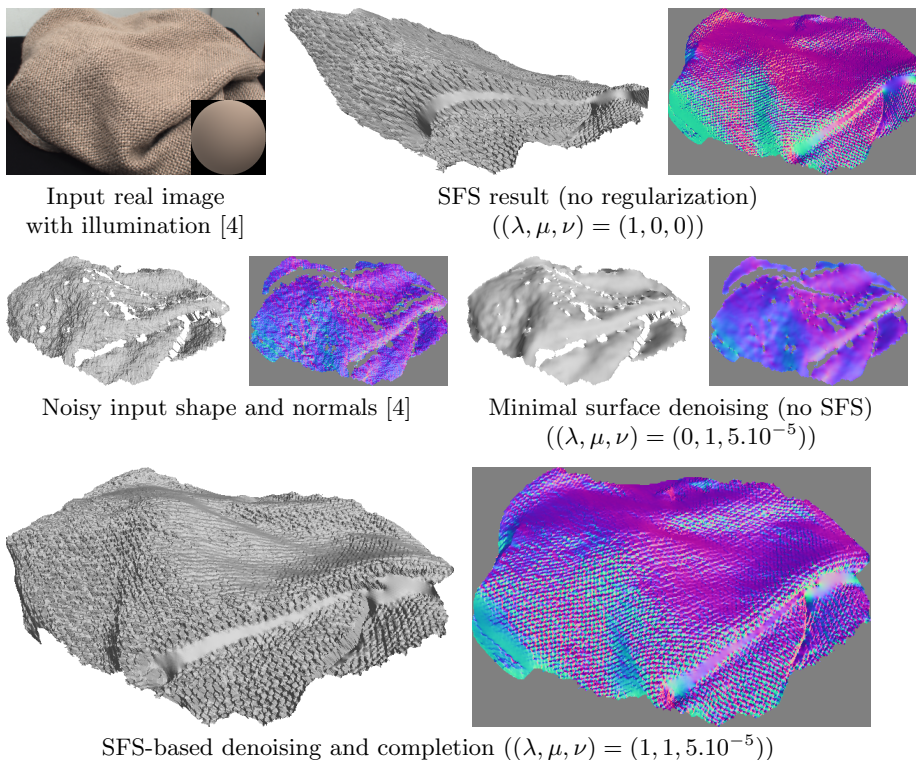 Input real image
with illumination [4]
SFS result (no regularization)
((λ, μ, ν) = (1, 0, 0))
Noisy input shape and normals [4]
Minimal surface denoising (no SFS)
((λ, μ, ν) = (0, 1, 5.10⁻⁵))
SFS-based denoising and completion ((λ, μ, ν) = (1, 1, 5.10⁻⁵))